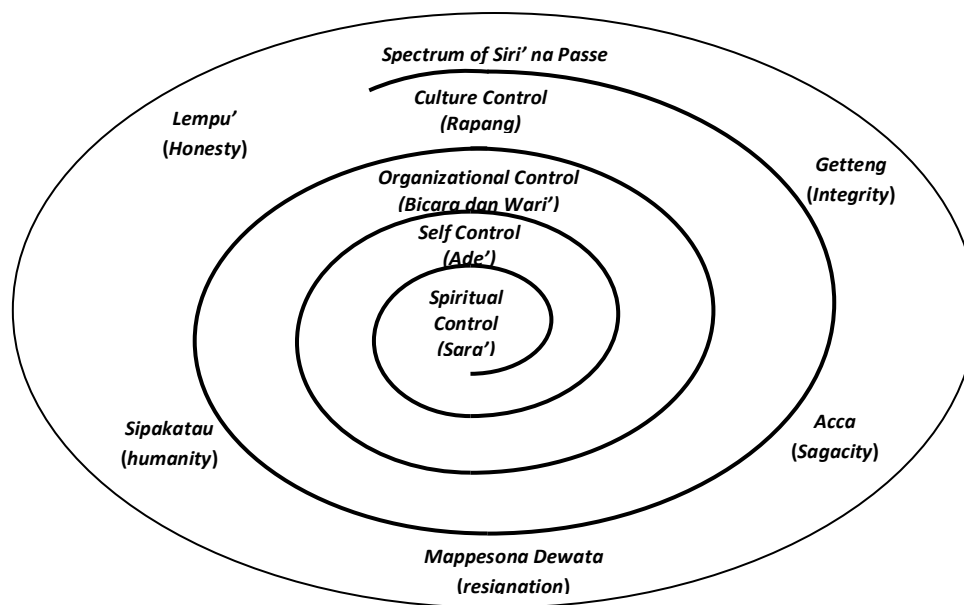 Spectrum of Siri’ na Passe
Culture Control
(Rapang)
Lempu’
(Honesty)
Getteng
(Integrity)
Organizational Control
(Bicara dan Wari’)
Self Control
(Ade’)
Spiritual
Control
(Sara’)
Sipakatau
(humanity)
Acca
(Sagacity)
Mappesona Dewata
(resignation)